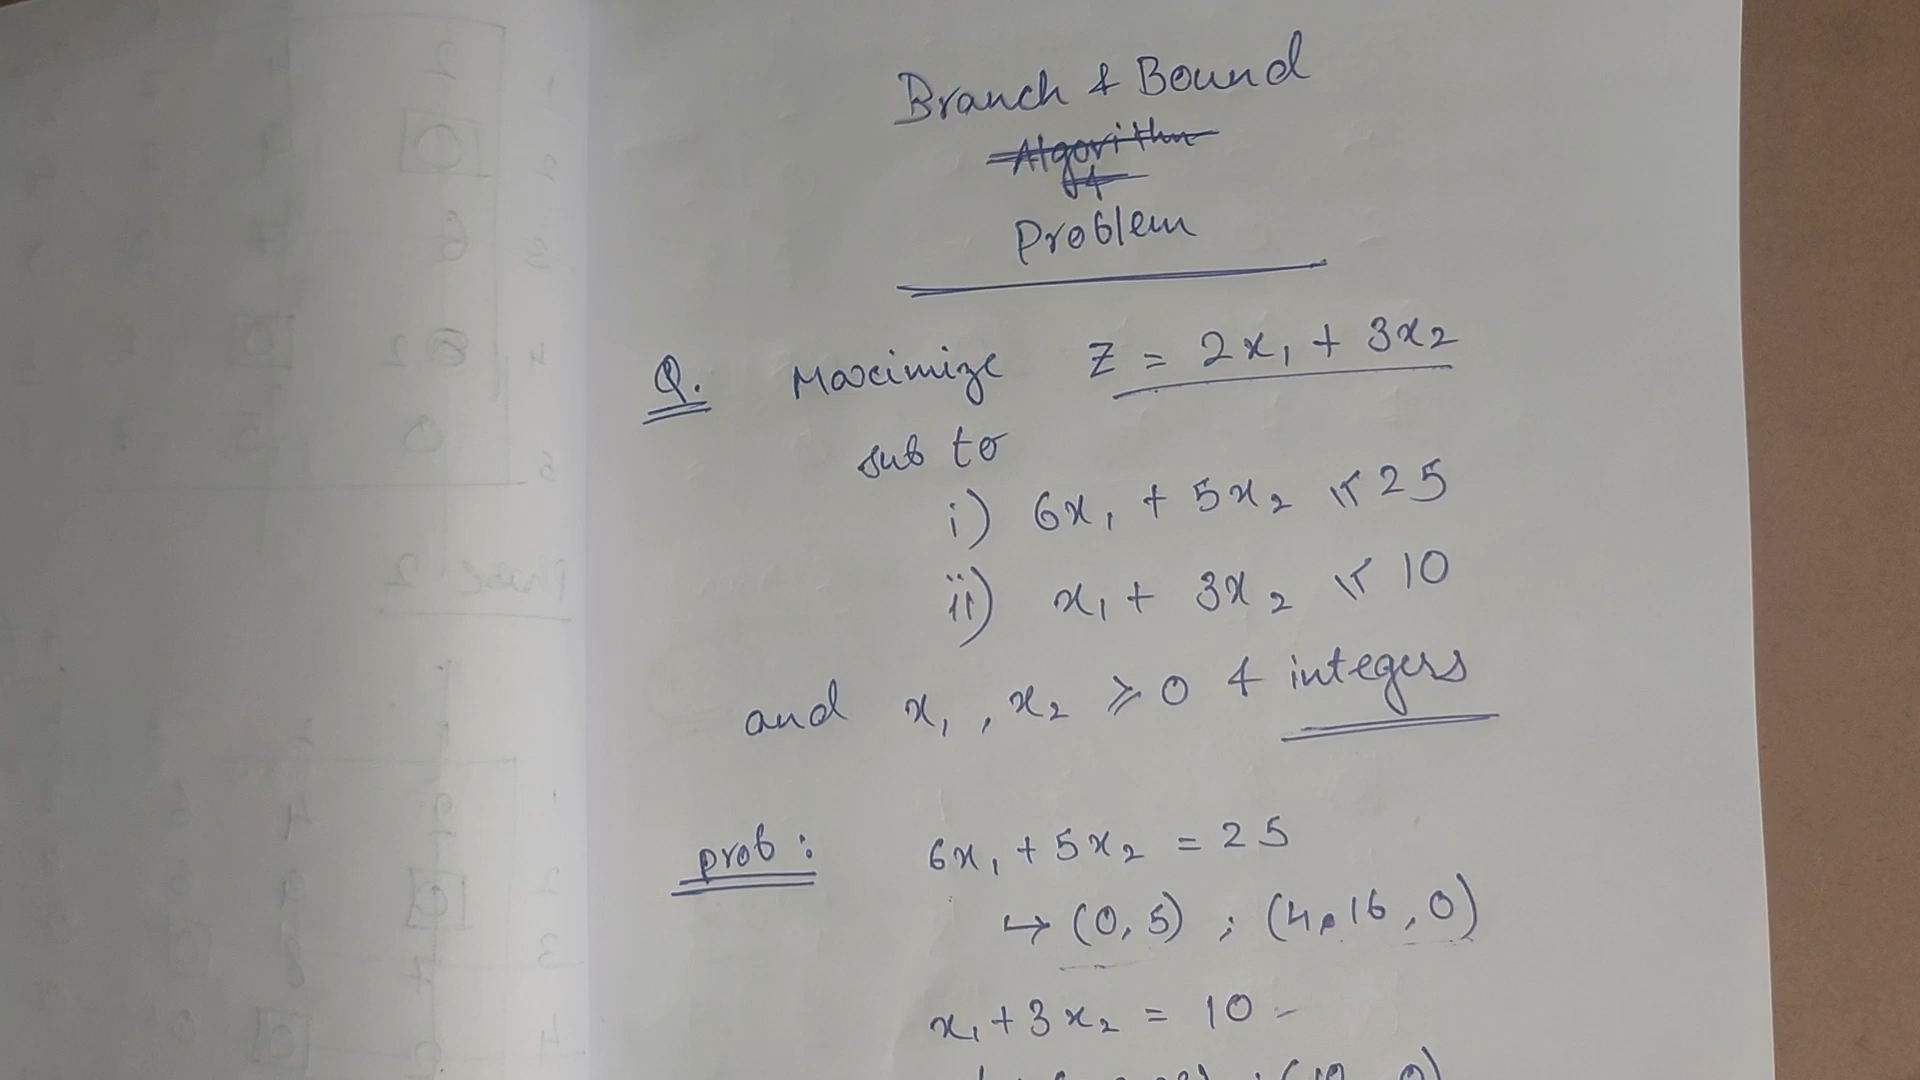 Branch & Bound
Problem
Q. Maximize Z = 2x₁ + 3x₂
sub to
i) 6x₁ + 5x₂ ≤ 25
ii) x₁ + 3x₂ ≤ 10
and x₁, x₂ ≥ 0 & integers
prob: 6x₁ + 5x₂ = 25
↳ (0,5) ; (4.16,0)
x₁ + 3x₂ = 10